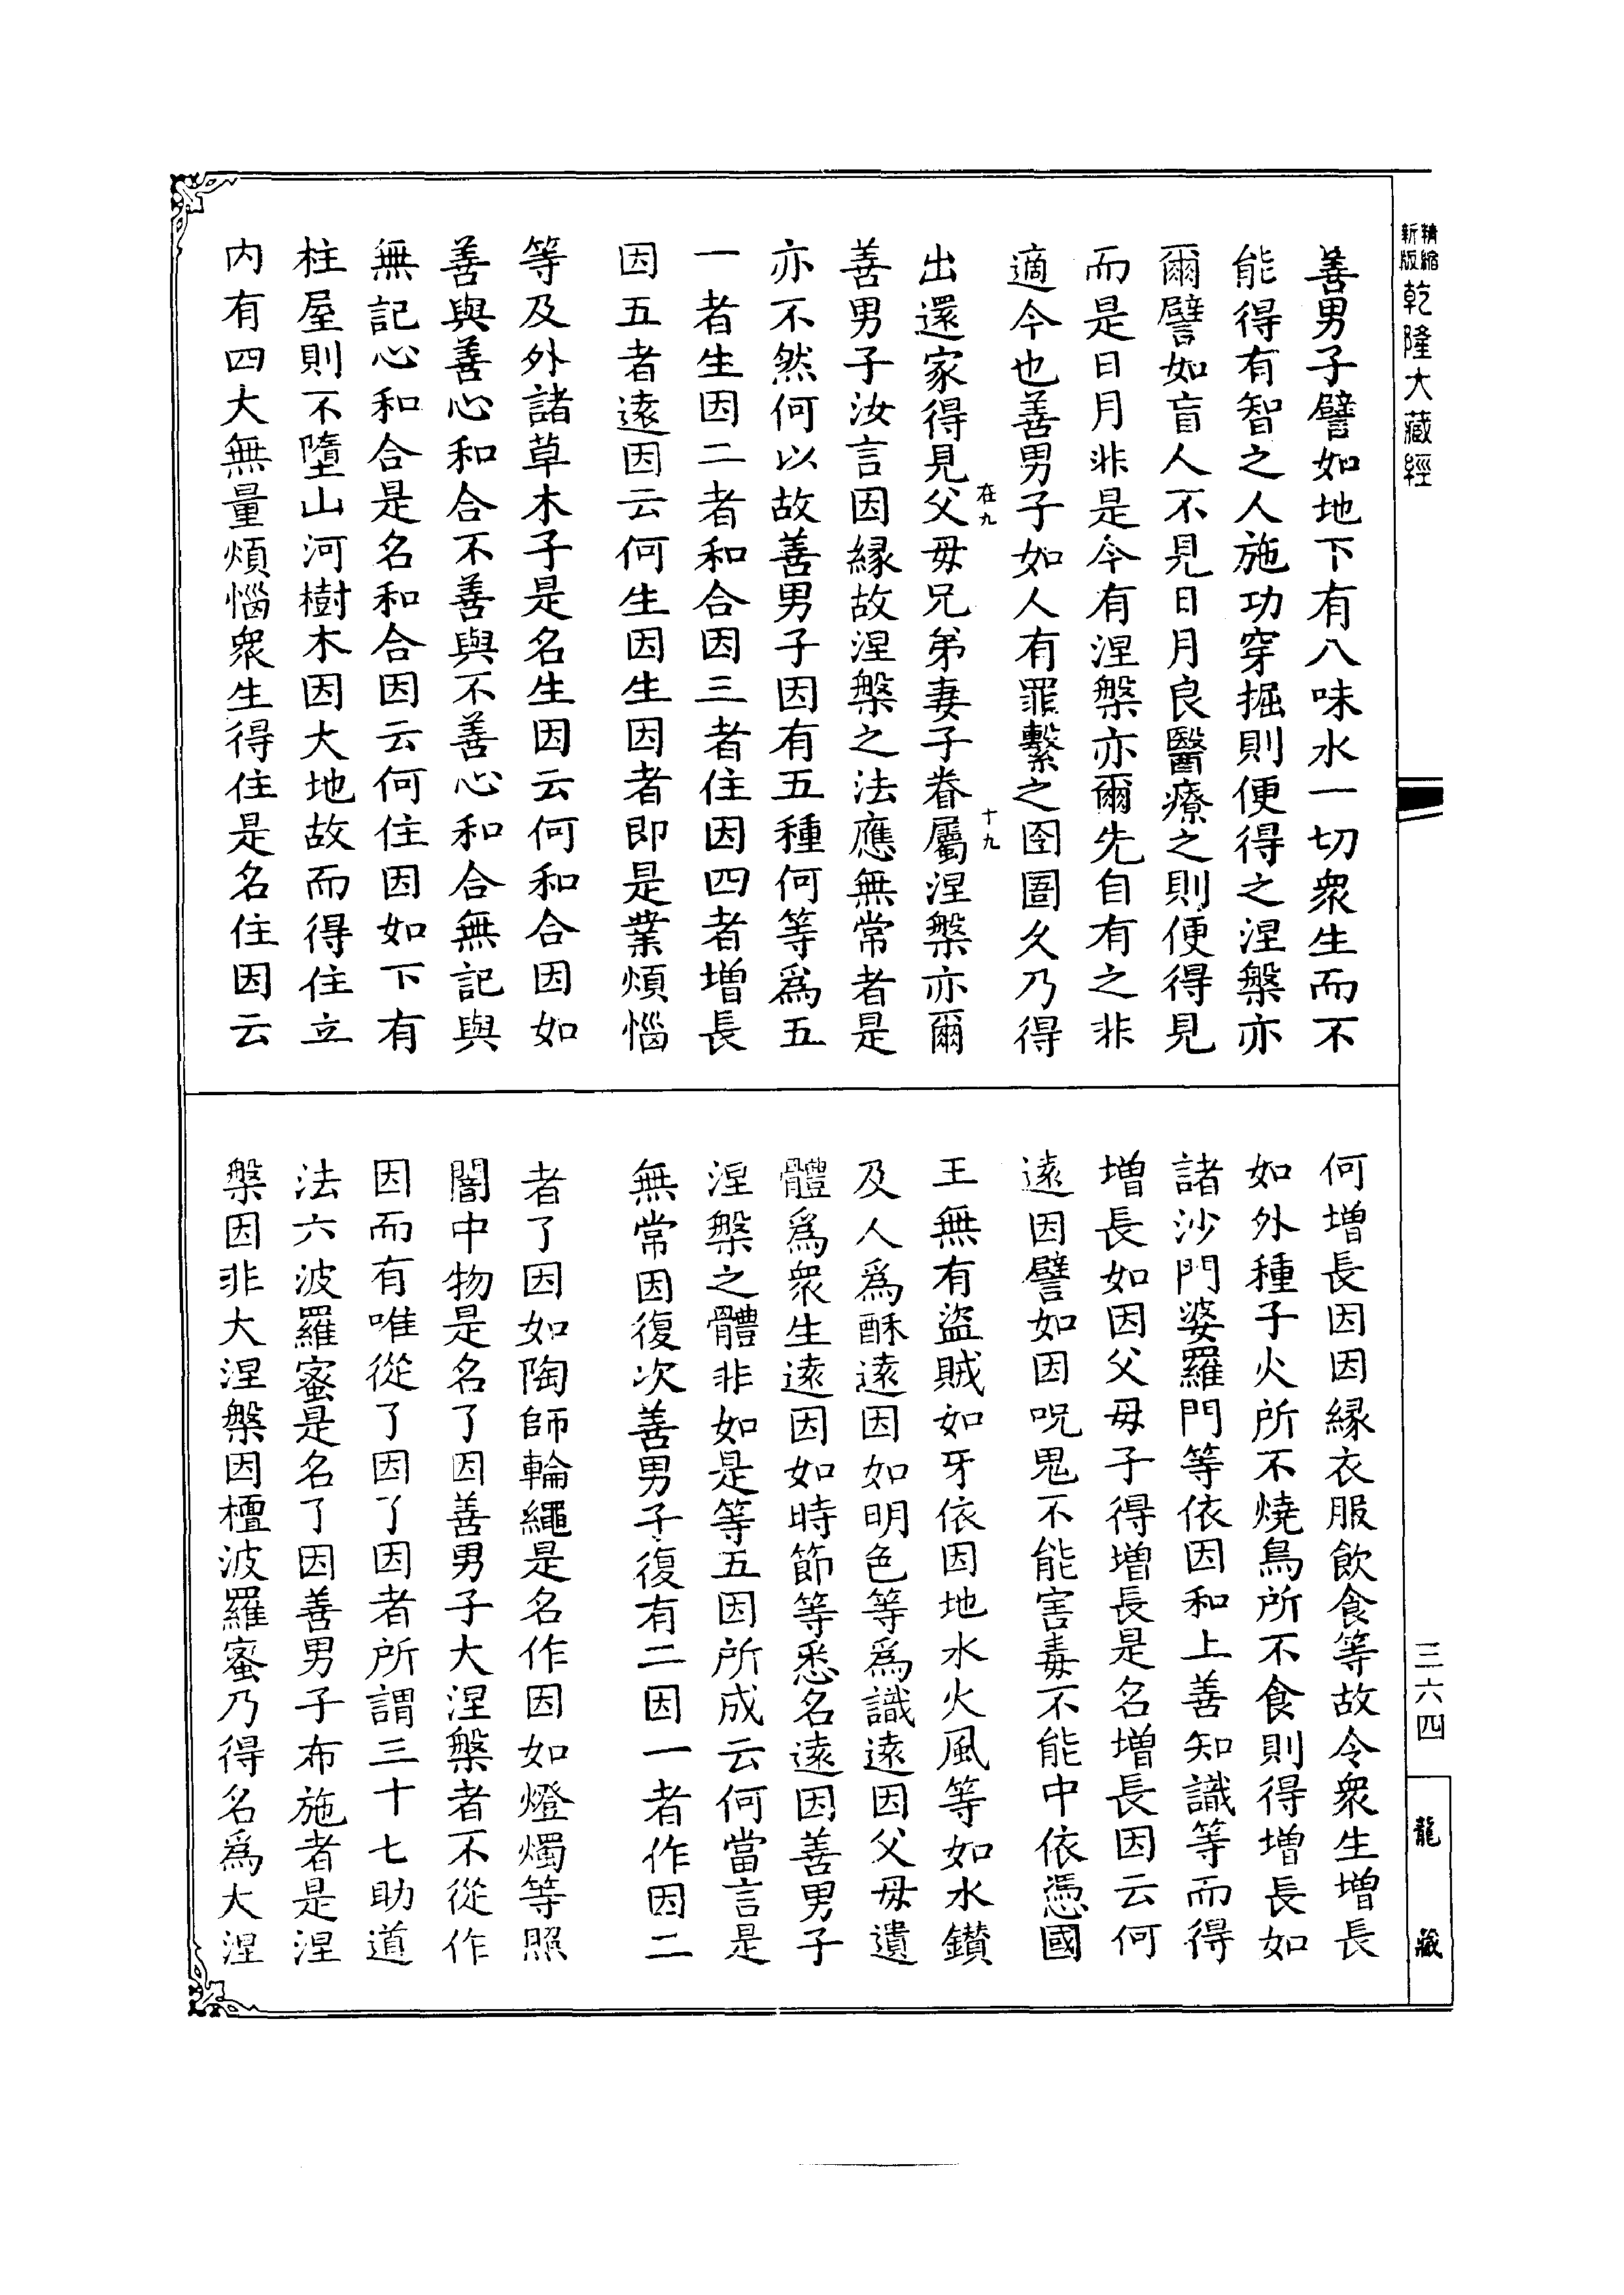 精縮
新版
乾隆大藏經
三六四
龍藏
善男子譬如地下有八味水一切衆生而不
能得有智之人施功穿掘則便得之涅槃亦
爾譬如盲人不見日月良醫療之則便得見
而是日月非是今有涅槃亦爾先自有之非
適今也善男子如人有罪繫之囹圄久乃得
在九
十九
出還家得見父母兄弟妻子眷屬涅槃亦爾
善男子汝言因縁故涅槃之法應無常者是
亦不然何以故善男子因有五種何等爲五
一者生因二者和合因三者住因四者增長
因五者遠因云何生因生因者即是業煩惱
等及外諸草木子是名生因云何和合因如
善與善心和合不善與不善心和合無記與
無記心和合是名和合因云何住因如下有
柱屋則不墮山河樹木因大地故而得住立
内有四大無量煩惱衆生得住是名住因云
何增長因因縁衣服飲食等故令衆生增長
如外種子火所不燒鳥所不食則得增長如
諸沙門婆羅門等依因和上善知識等而得
增長如因父母子得增長是名增長因云何
遠因譬如因呪鬼不能害毒不能中依憑國
王無有盜賊如牙依因地水火風等如水鑚
及人爲酥遠因如明色等爲識遠因父母遺
體爲衆生遠因如時節等悉名遠因善男子
涅槃之體非如是等五因所成云何當言是
無常因復次善男子復有二因一者作因二
者了因如陶師輪繩是名作因如燈燭等照
闇中物是名了因善男子大涅槃者不從作
因而有唯從了因了因者所謂三十七助道
法六波羅蜜是名了因善男子布施者是涅
槃因非大涅槃因檀波羅蜜乃得名爲大涅